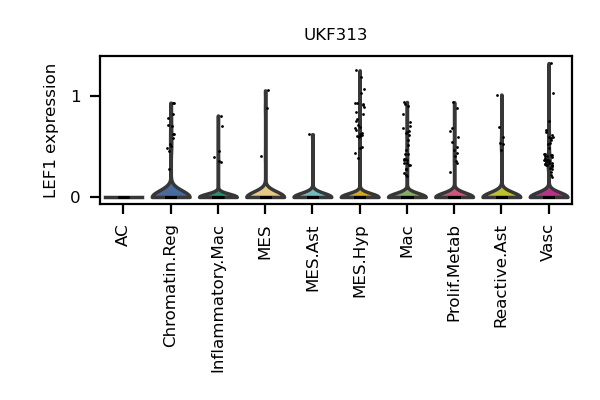 UKF313
LEF1 expression
1
0
AC
Chromatin.Reg
Inflammatory.Mac
MES
MES.Ast
MES.Hyp
Mac
Prolif.Metab
Reactive.Ast
Vasc